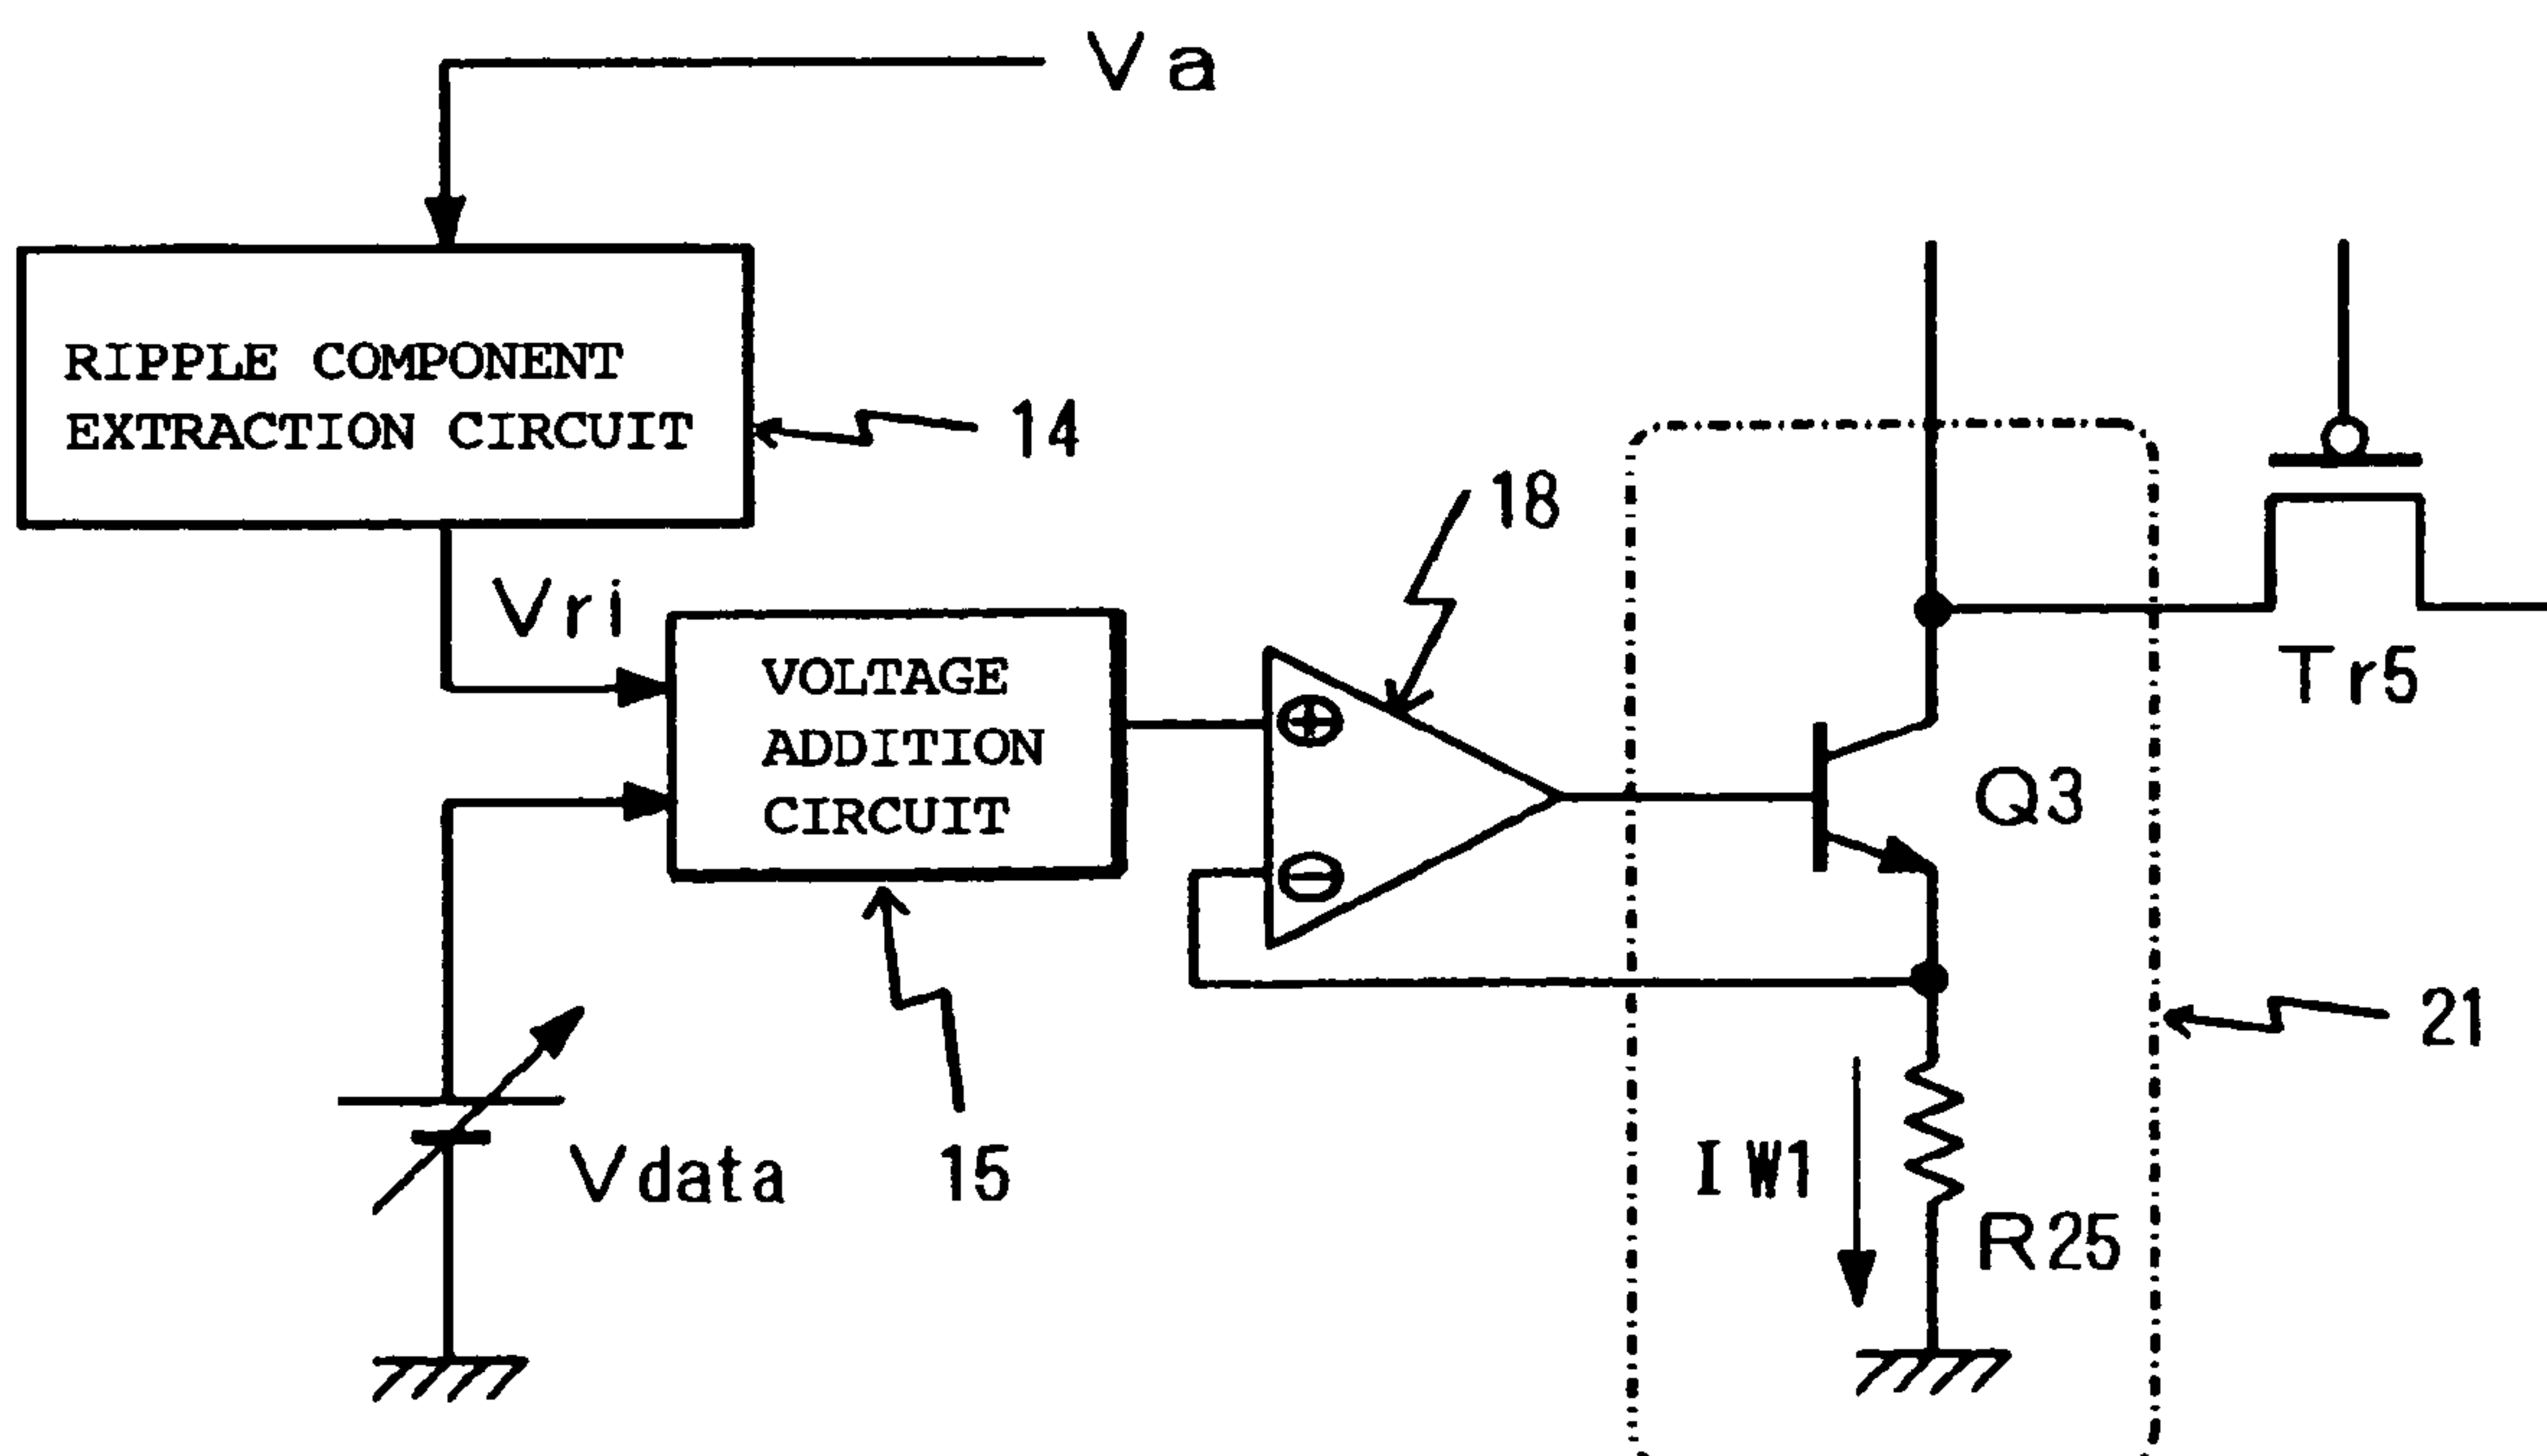 Va
RIPPLE COMPONENT
EXTRACTION CIRCUIT
14
18
Vri
VOLTAGE
ADDITION
CIRCUIT
Tr5
Q3
21
Vdata
15
IW1
R25